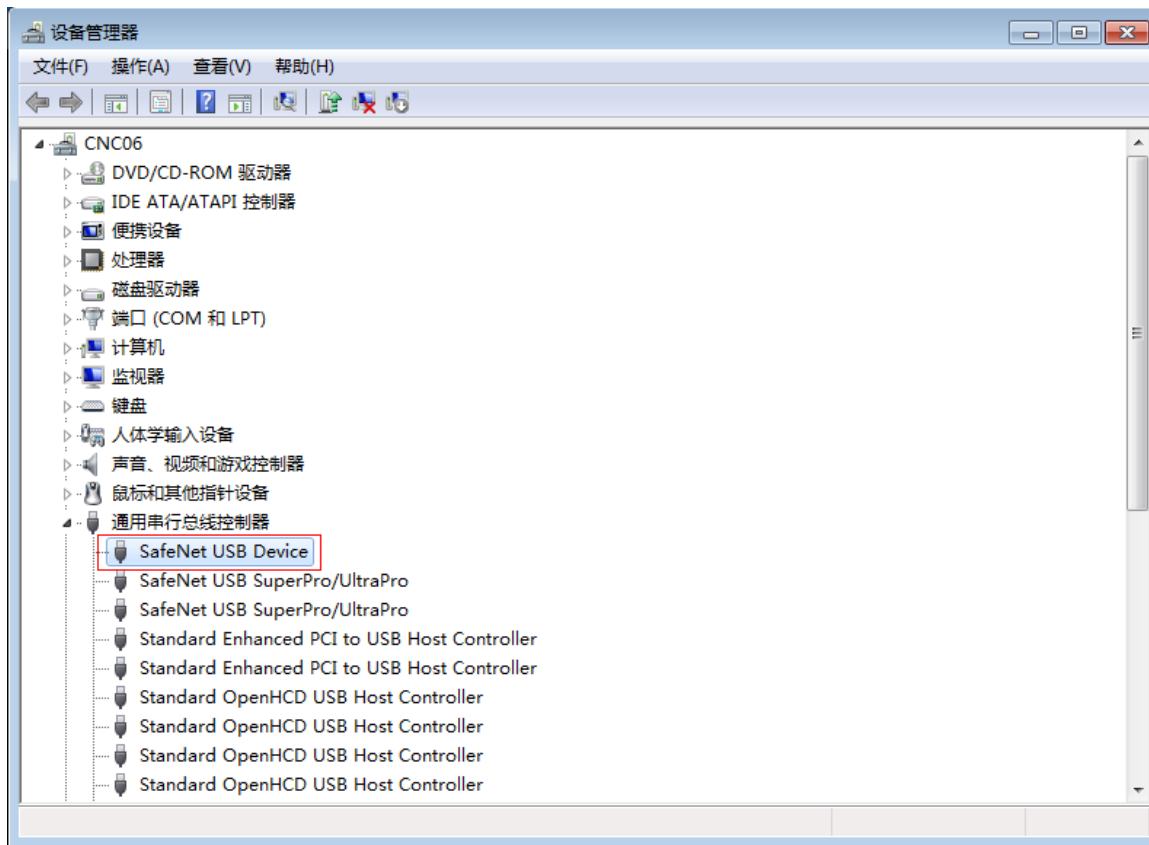 设备管理器
文件(F) 操作(A) 查看(V) 帮助(H)
CNC06
DVD/CD-ROM 驱动器
IDE ATA/ATAPI 控制器
便携设备
处理器
磁盘驱动器
端口 (COM 和 LPT)
计算机
监视器
键盘
人体学输入设备
声音、视频和游戏控制器
鼠标和其他指针设备
通用串行总线控制器
SafeNet USB Device
SafeNet USB SuperPro/UltraPro
SafeNet USB SuperPro/UltraPro
Standard Enhanced PCI to USB Host Controller
Standard Enhanced PCI to USB Host Controller
Standard OpenHCD USB Host Controller
Standard OpenHCD USB Host Controller
Standard OpenHCD USB Host Controller
Standard OpenHCD USB Host Controller